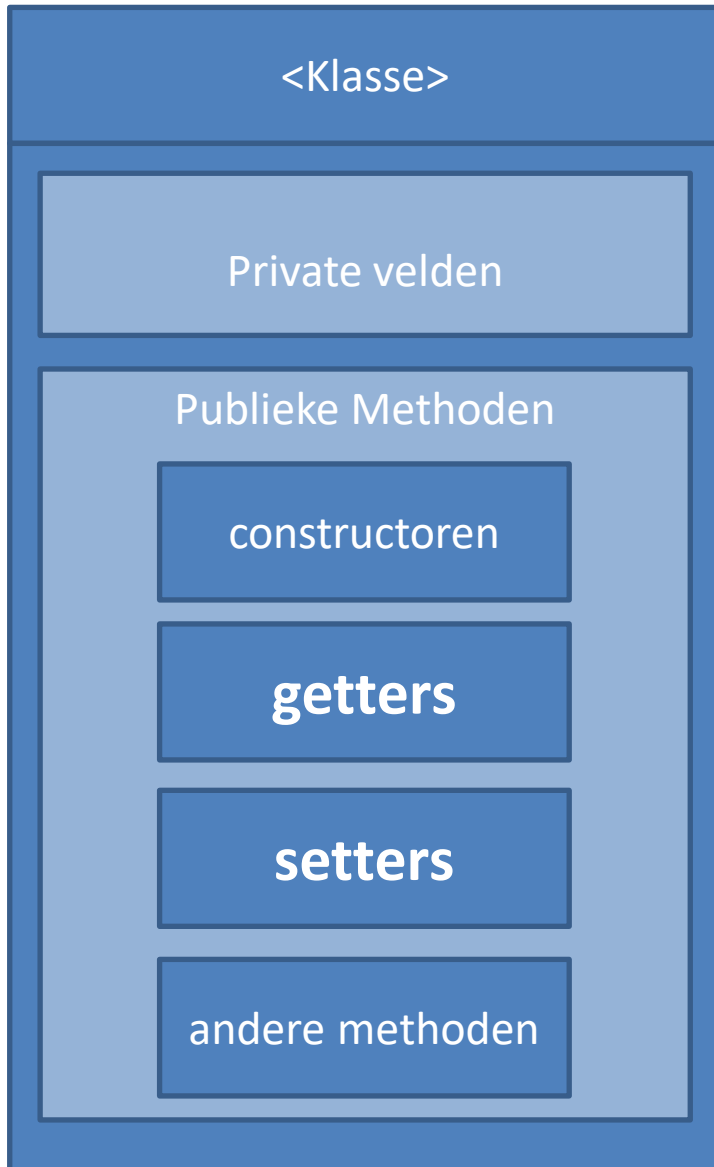 <Klasse>
Private velden
Publieke Methoden
constructoren
getters
setters
andere methoden